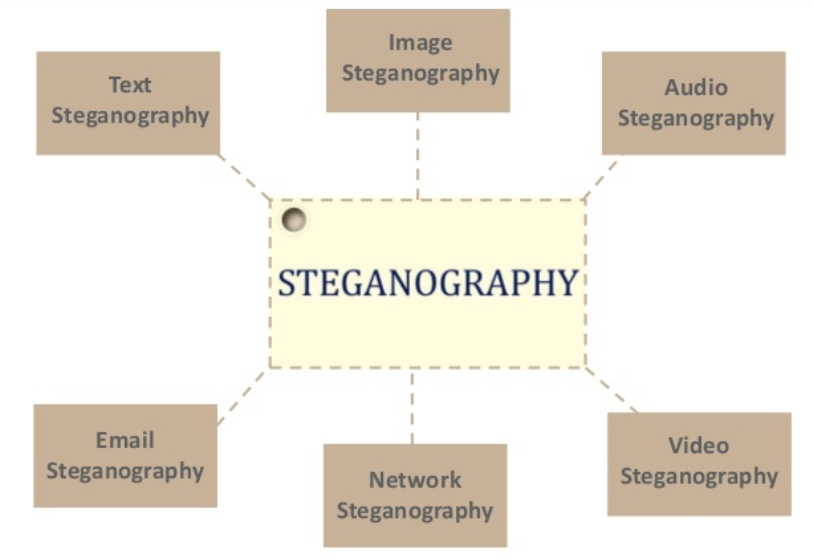 Image
Steganography
Text
Steganography
Audio
Steganography
STEGANOGRAPHY
Email
Steganography
Network
Steganography
Video
Steganography